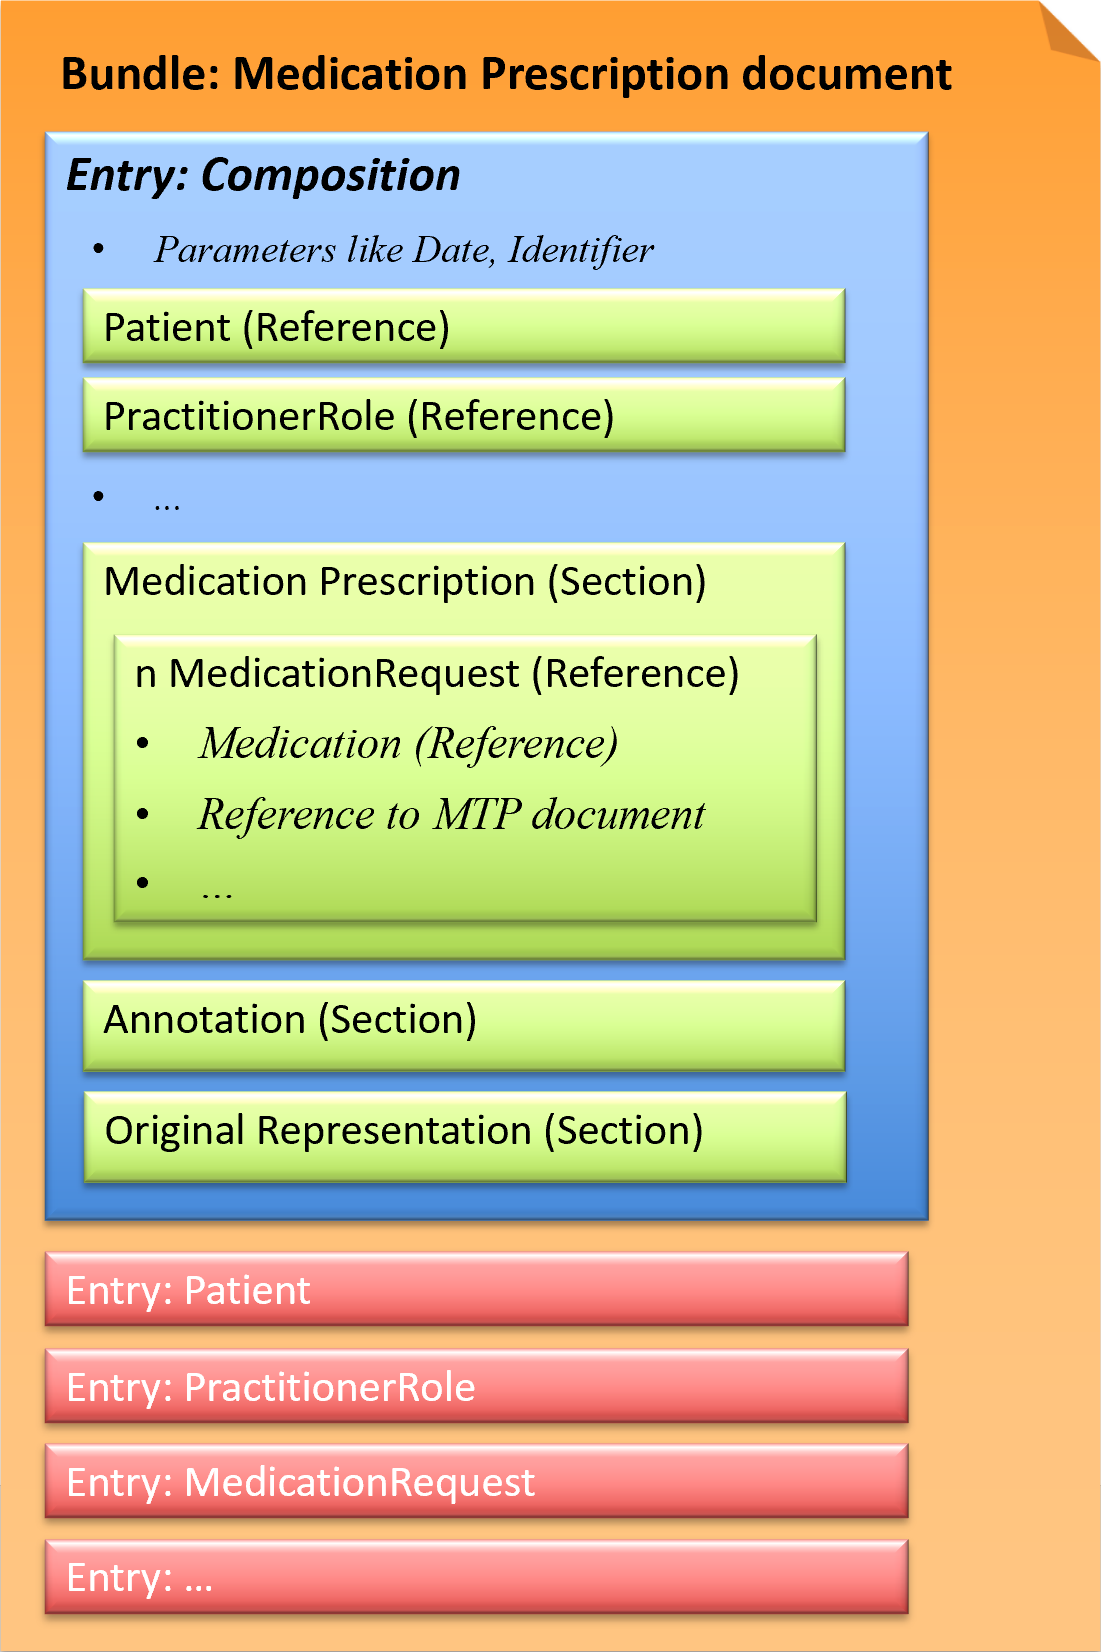 Bundle: Medication Prescription document
Entry: Composition
• Parameters like Date, Identifier
Patient (Reference)
PractitionerRole (Reference)
• ...
Medication Prescription (Section)
n MedicationRequest (Reference)
• Medication (Reference)
• Reference to MTP document
• ...
Annotation (Section)
Original Representation (Section)
Entry: Patient
Entry: PractitionerRole
Entry: MedicationRequest
Entry: ...